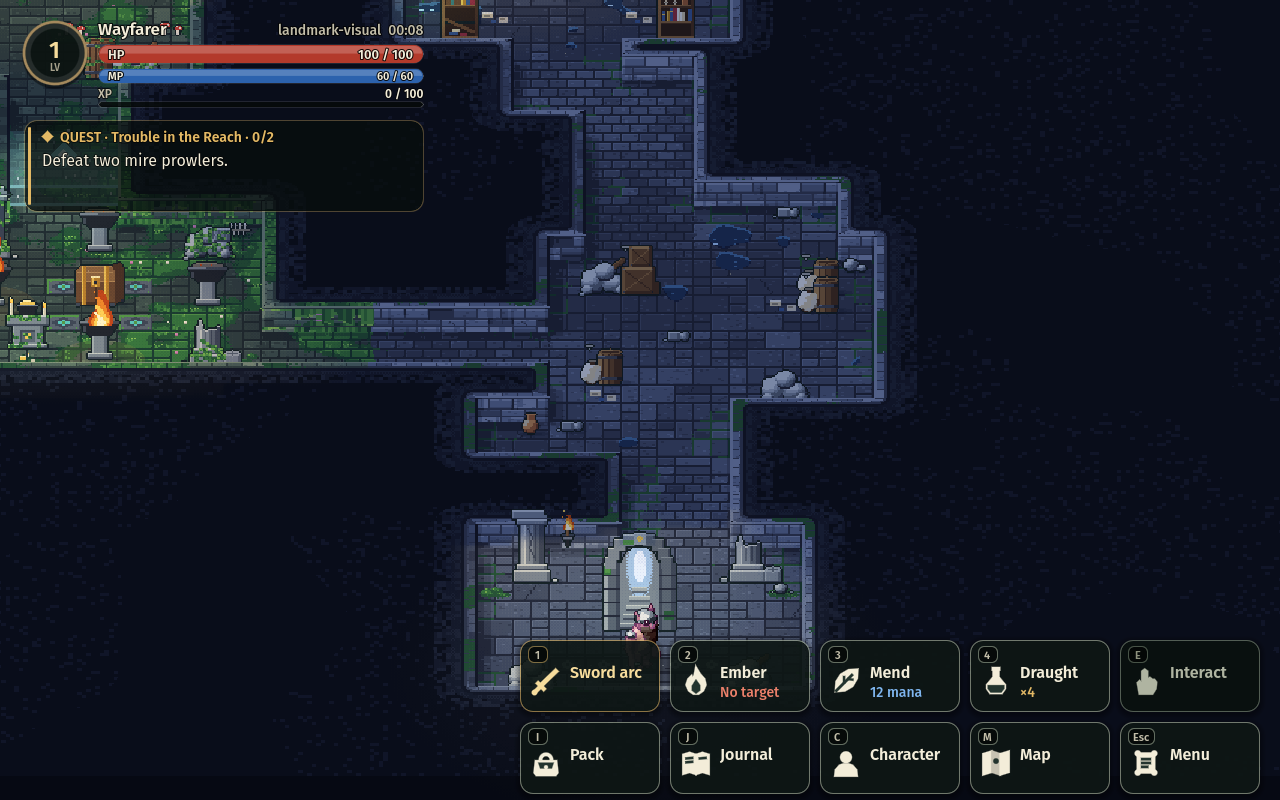 Wayfarer
landmark-visual 00:08
1
LV
HP 100 / 100
MP 60 / 60
XP 0 / 100
QUEST · Trouble in the Reach · 0/2
Defeat two mire prowlers.
1 Sword arc
2 Ember
No target
3 Mend
12 mana
4 Draught
×4
E Interact
I Pack
J Journal
C Character
M Map
Esc Menu